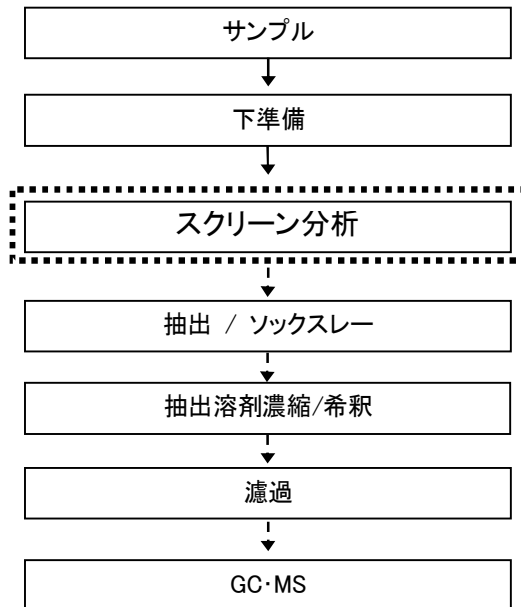 サンプル
下準備
スクリーン分析
抽出 / ソックスレー
抽出溶剤濃縮/希釈
濾過
GC･MS